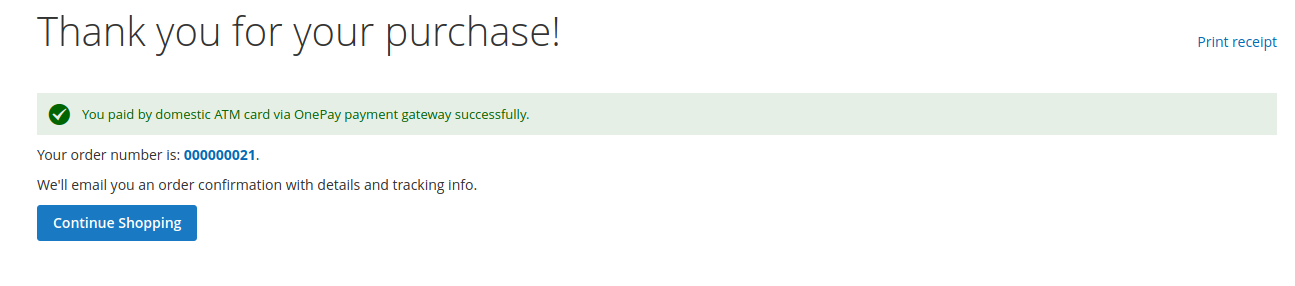 Thank you for your purchase!
Print receipt
You paid by domestic ATM card via OnePay payment gateway successfully.
Your order number is: 000000021.
We'll email you an order confirmation with details and tracking info.
Continue Shopping